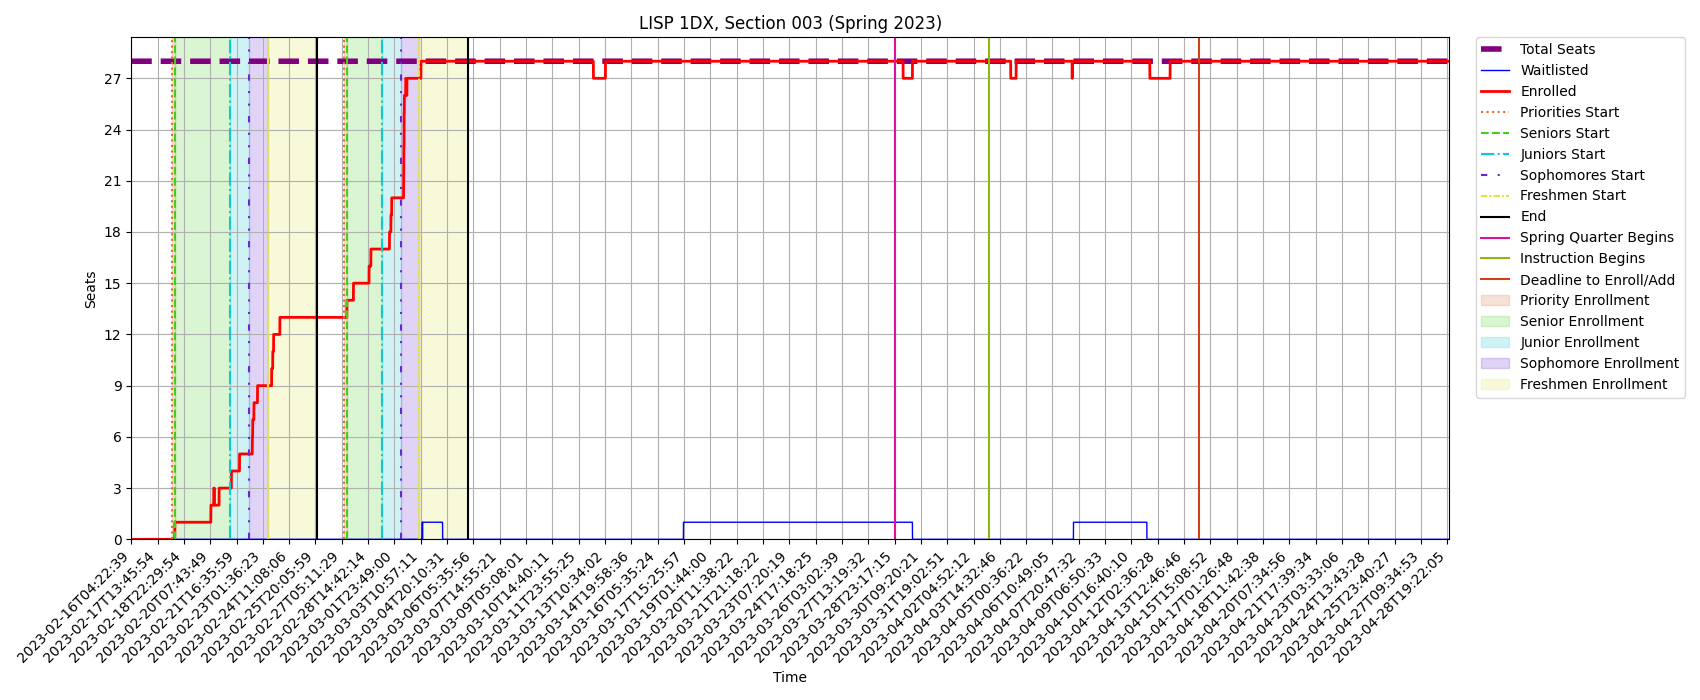 LISP 1DX, Section 003 (Spring 2023)
Total Seats
Waitlisted
Enrolled
Priorities Start
Seniors Start
Juniors Start
Sophomores Start
Freshmen Start
End
Spring Quarter Begins
Instruction Begins
Deadline to Enroll/Add
Priority Enrollment
Senior Enrollment
Junior Enrollment
Sophomore Enrollment
Freshmen Enrollment
Seats
27
24
21
18
15
12
9
6
3
0
2023-02-16T04:22:39
2023-02-17T13:45:54
2023-02-18T22:29:54
2023-02-20T07:43:49
2023-02-21T16:35:59
2023-02-23T01:36:23
2023-02-24T11:08:06
2023-02-25T20:05:59
2023-02-27T05:11:29
2023-02-28T14:42:14
2023-03-01T23:49:00
2023-03-03T10:57:11
2023-03-04T20:10:31
2023-03-06T05:35:56
2023-03-07T14:55:21
2023-03-09T05:08:01
2023-03-10T14:40:11
2023-03-11T23:55:25
2023-03-13T10:34:02
2023-03-14T19:58:36
2023-03-16T05:35:24
2023-03-17T15:25:57
2023-03-19T01:44:00
2023-03-20T11:38:22
2023-03-21T21:18:22
2023-03-23T07:20:19
2023-03-24T17:18:25
2023-03-26T03:02:39
2023-03-27T13:19:32
2023-03-28T23:17:15
2023-03-30T09:20:21
2023-03-31T19:02:51
2023-04-02T04:52:12
2023-04-03T14:32:46
2023-04-05T00:36:22
2023-04-06T10:49:05
2023-04-07T20:47:32
2023-04-09T06:50:33
2023-04-10T16:40:10
2023-04-12T02:36:28
2023-04-13T12:46:46
2023-04-15T15:08:52
2023-04-17T01:26:48
2023-04-18T11:42:38
2023-04-20T07:34:56
2023-04-21T17:39:34
2023-04-23T03:33:06
2023-04-24T13:43:28
2023-04-25T23:40:27
2023-04-27T09:34:53
2023-04-28T19:22:05
Time